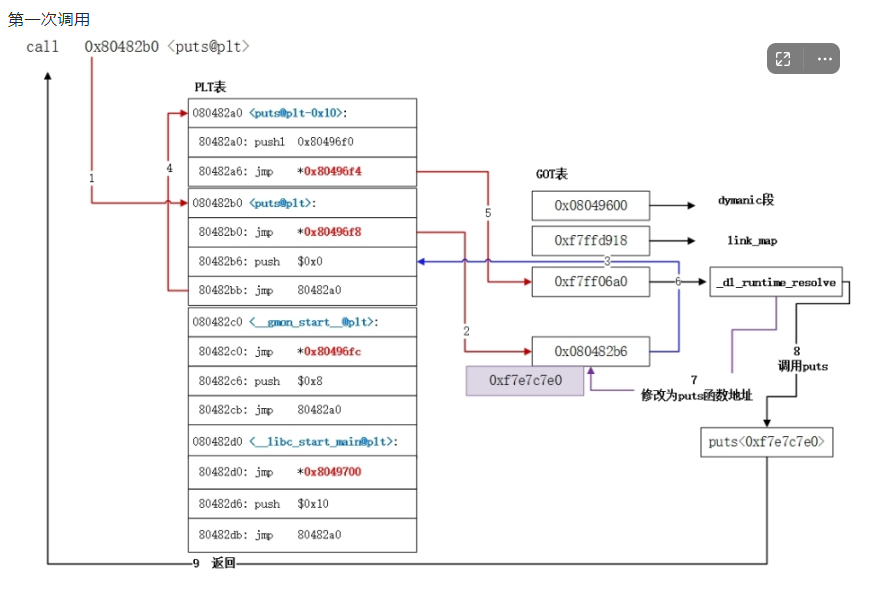 第一次调用
call 0x80482b0 <puts@plt>
PLT表
080482a0 <puts@plt-0x10>:
80482a0: pushl 0x80496f0
80482a6: jmp *0x80496f4
080482b0 <puts@plt>:
80482b0: jmp *0x80496f8
80482b6: push $0x0
80482bb: jmp 80482a0
080482c0 <__gmon_start__@plt>:
80482c0: jmp *0x80496fc
80482c6: push $0x8
80482cb: jmp 80482a0
080482d0 <__libc_start_main@plt>:
80482d0: jmp *0x8049700
80482d6: push $0x10
80482db: jmp 80482a0
1
4
5
2
3
6
GOT表
0x08049600
dymanic段
0xf7ffd918
link_map
0xf7ff06a0
_dl_runtime_resolve
0x080482b6
0xf7e7c7e0
7
修改为puts函数地址
8
调用puts
puts<0xf7e7c7e0>
9 返回